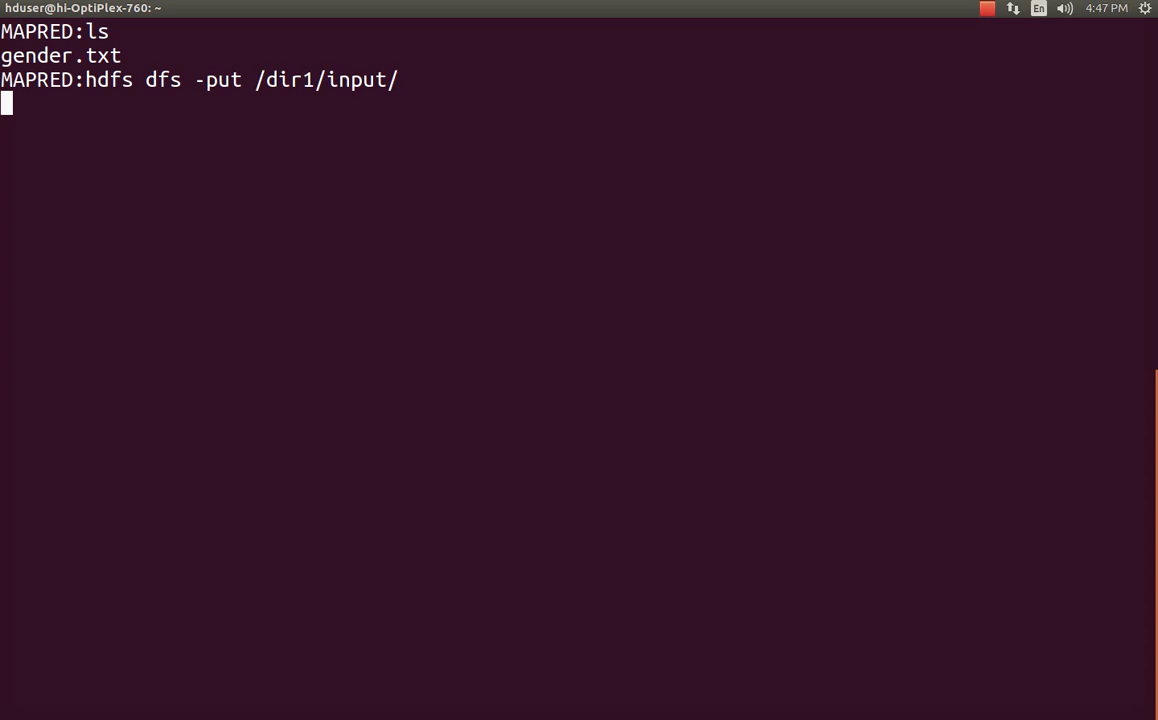 hduser@hi-OptiPlex-760: ~
En
4:47 PM
MAPRED:ls
gender.txt
MAPRED:hdfs dfs -put /dir1/input/